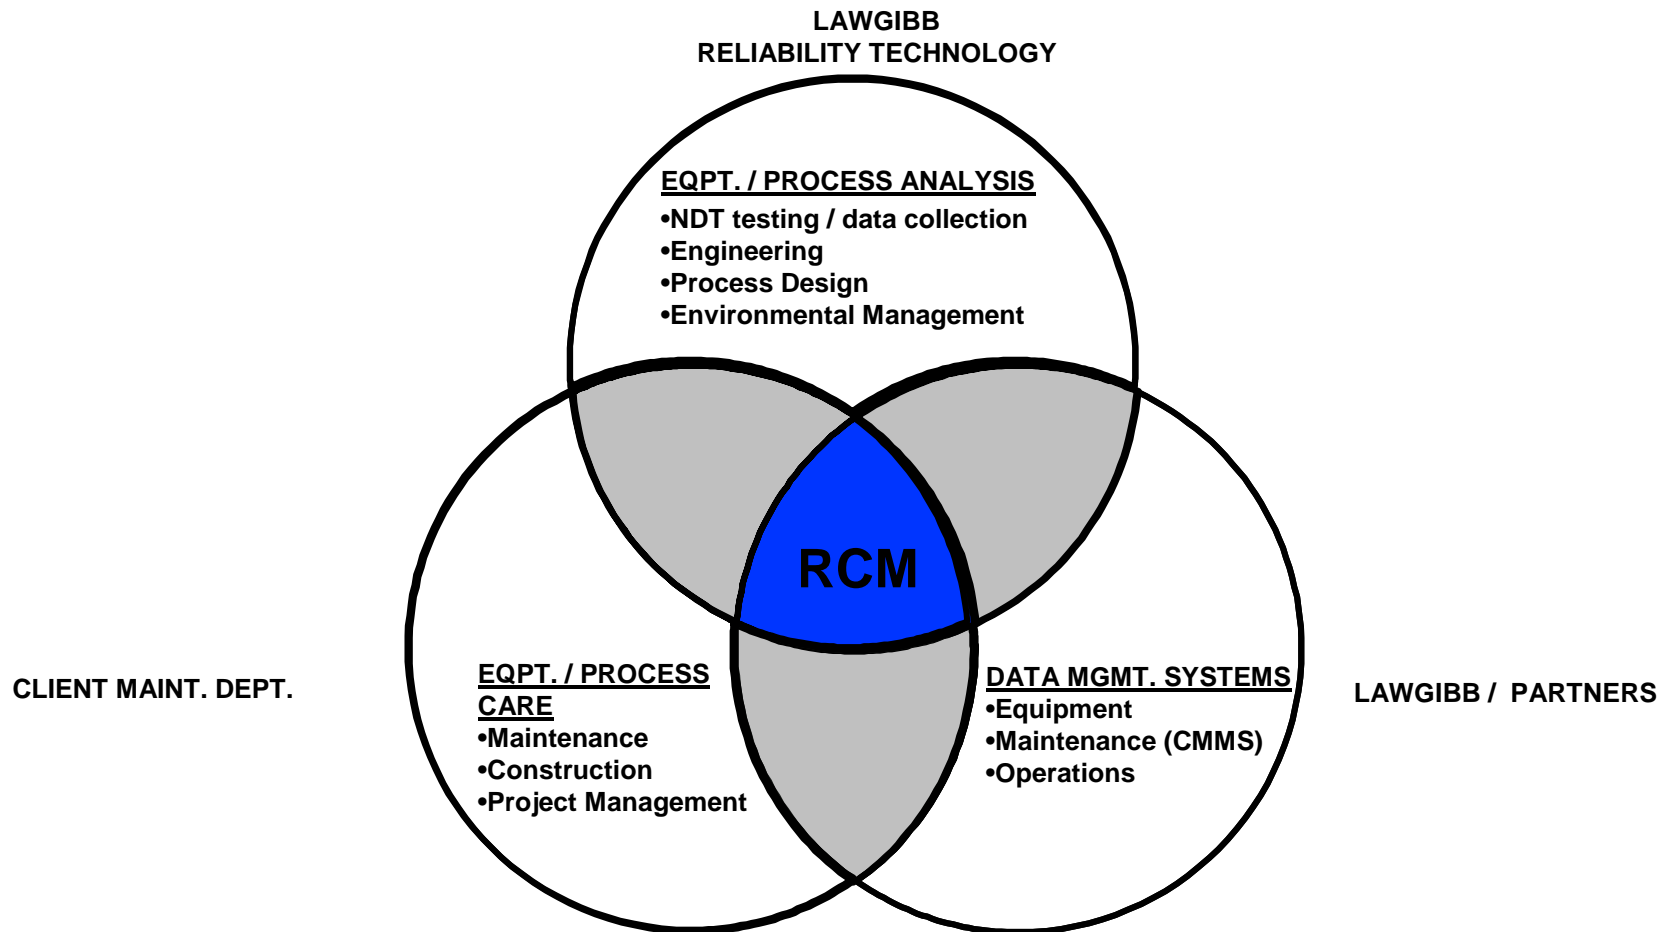 LAWGIBB
RELIABILITY TECHNOLOGY
EQPT. / PROCESS ANALYSIS
•NDT testing / data collection
•Engineering
•Process Design
•Environmental Management
RCM
CLIENT MAINT. DEPT.
EQPT. / PROCESS
CARE
•Maintenance
•Construction
•Project Management
DATA MGMT. SYSTEMS
•Equipment
•Maintenance (CMMS)
•Operations
LAWGIBB / PARTNERS